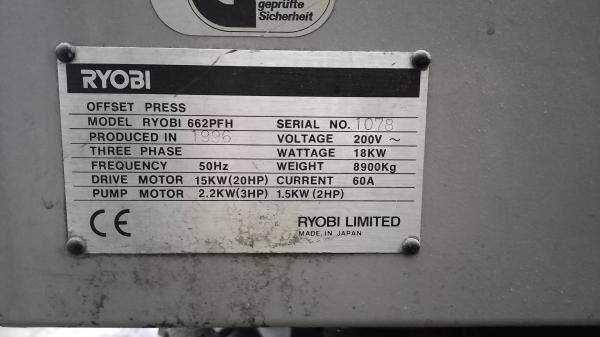 geprüfte
Sicherheit
RYOBI
OFFSET PRESS
MODEL RYOBI 662PFH SERIAL NO. 1078
PRODUCED IN 1996 VOLTAGE 200V ~
THREE PHASE WATTAGE 18KW
FREQUENCY 50Hz WEIGHT 8900Kg
DRIVE MOTOR 15KW(20HP) CURRENT 60A
PUMP MOTOR 2.2KW(3HP) 1.5KW(2HP)
CE RYOBI LIMITED
MADE IN JAPAN